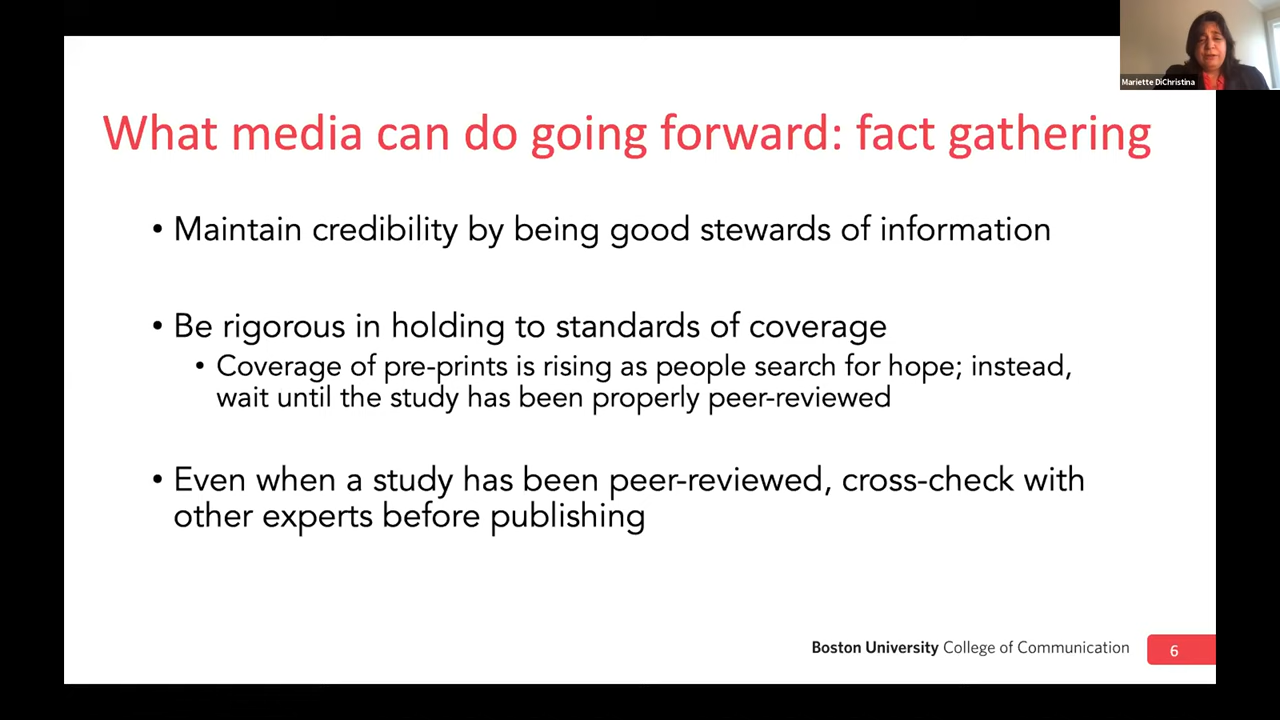 Mariette DiChristina
What media can do going forward: fact gathering
• Maintain credibility by being good stewards of information
• Be rigorous in holding to standards of coverage
• Coverage of pre-prints is rising as people search for hope; instead,
wait until the study has been properly peer-reviewed
• Even when a study has been peer-reviewed, cross-check with
other experts before publishing
Boston University College of Communication
6